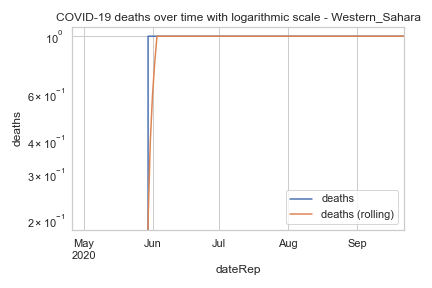 COVID-19 deaths over time with logarithmic scale - Western_Sahara
10⁰
6 × 10⁻¹
4 × 10⁻¹
3 × 10⁻¹
2 × 10⁻¹
deaths
deaths
deaths (rolling)
May Jun Jul Aug Sep
2020
dateRep